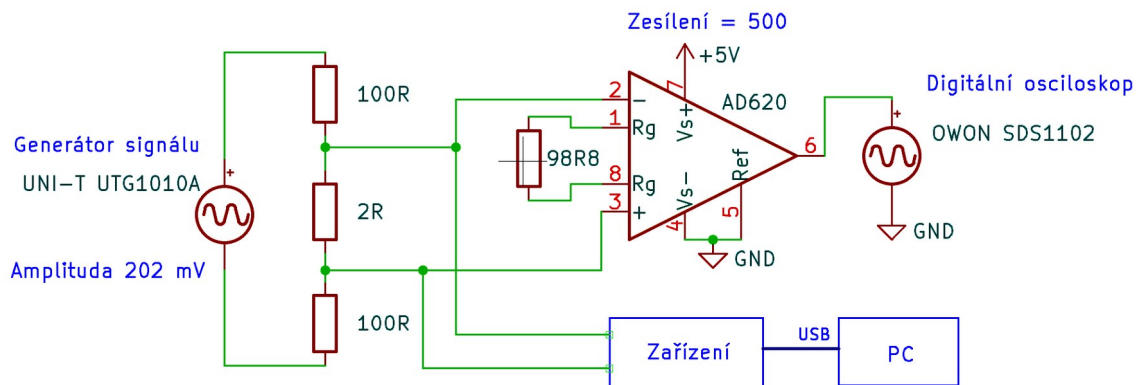 Zesílení = 500
+5V
100R
Digitální osciloskop
2
-
7
AD620
1
Rg
Vs+
OWON SDS1102
Generátor signálu
+
98R8
6
+
UNI-T UTG1010A
2R
8
Rg
Vs-
Ref
3
+
4
5
GND
GND
Amplituda 202 mV
100R
Zařízení
USB
PC